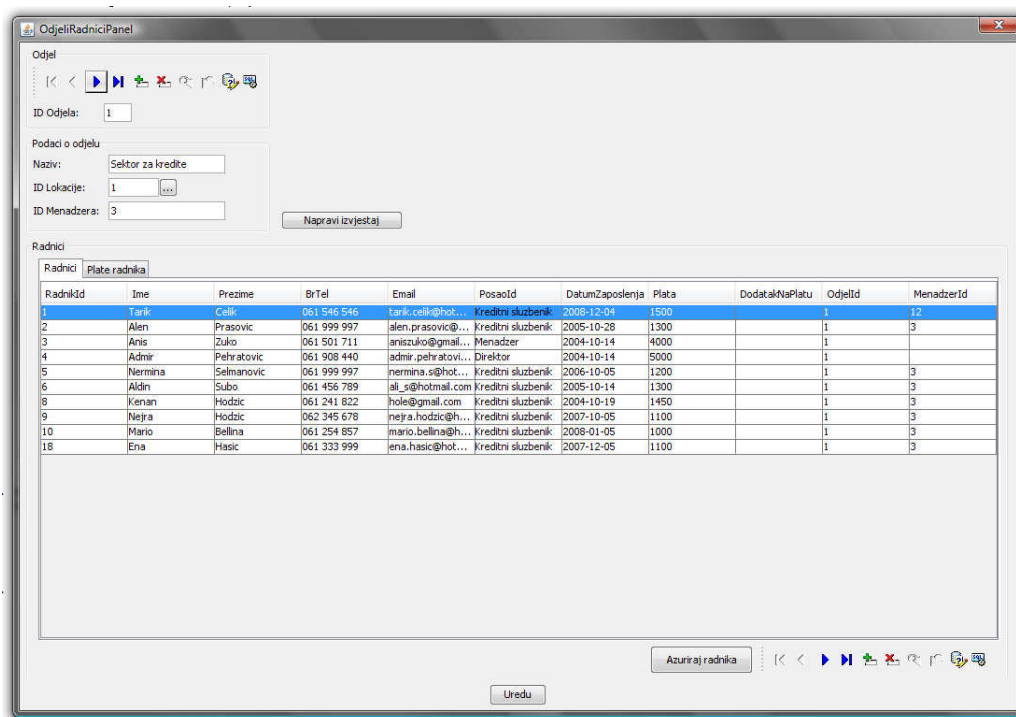 OdjeliRadniciPanel
Odjel
ID Odjela: 1
Podaci o odjelu
Naziv: Sektor za kredite
ID Lokacije: 1 ...
ID Menadzera: 3
Napravi izvjestaj
Radnici
Radnici Plate radnika
RadnikId Ime Prezime BrTel Email PosaoId DatumZaposlenja Plata DodatakNaPlatu OdjelId MenadzerId
1 Tarik Celik 061 546 546 tarik.celik@hot... Kreditni sluzbenik 2008-12-04 1500 1 12
2 Alen Prasovic 061 999 997 alen.prasovic@... Kreditni sluzbenik 2005-10-28 1300 1 3
3 Anis Zuko 061 501 711 aniszuko@gmail... Menadzer 2004-10-14 4000 1
4 Admir Pehratovic 061 908 440 admir.pehratovi... Direktor 2004-10-14 5000 1
5 Nermina Selmanovic 061 999 997 nermina.s@hot... Kreditni sluzbenik 2006-10-05 1200 1 3
6 Aldin Subo 061 456 789 ali_s@hotmail.com Kreditni sluzbenik 2005-10-14 1300 1 3
8 Kenan Hodzic 061 241 822 hole@gmail.com Kreditni sluzbenik 2004-10-19 1450 1 3
9 Nejra Hodzic 062 345 678 nejra.hodzic@h... Kreditni sluzbenik 2007-10-05 1100 1 3
10 Mario Bellina 061 254 857 mario.bellina@h... Kreditni sluzbenik 2008-01-05 1000 1 3
18 Ena Hasic 061 333 999 ena.hasic@hot... Kreditni sluzbenik 2007-12-05 1100 1 3
Azuriraj radnika
Uredu